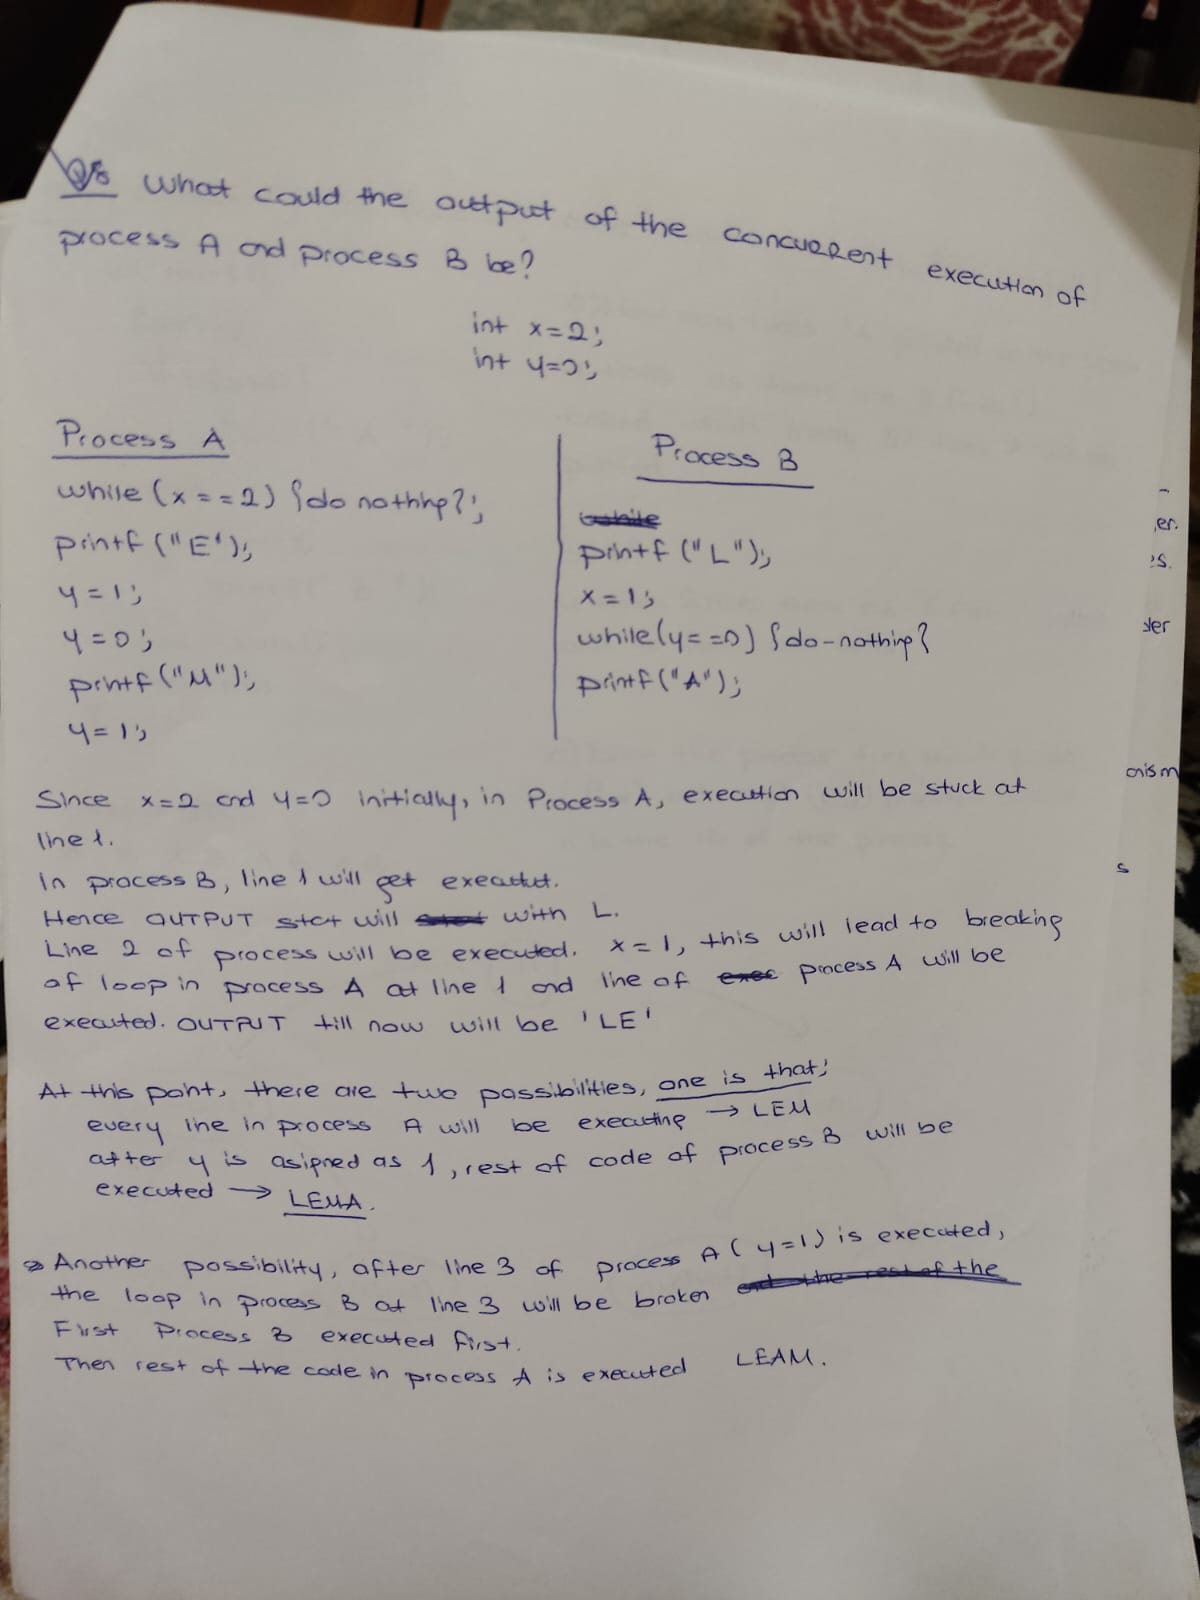 Q8 What could the output of the concurrent execution of
process A and process B be?
int x=2;
int y=0;
Process A
while (x==2) {do nothing};
printf ("E");
y=1;
y=0;
printf ("M");
y=1;
Process B
while
printf ("L");
x=1;
while(y==0) {do-nothing}
printf ("A");
Since x=2 and y=0 initially, in Process A, execution will be stuck at
line 1.
In process B, line 1 will get executut.
Hence OUTPUT stat will with L.
Line 2 of process will be executed. x=1, this will lead to breaking
of loop in process A at line 1 and line of exec process A will be
executed. OUTPUT till now will be 'LE'
At this point, there are two possibilities, one is that;
every line in process A will be executing → LEM
after y is asigned as 1, rest of code of process B will be
executed → LEMA.
Another possibility, after line 3 of process A (y=1) is executed,
the loop in process B at line 3 will be broken and the rest of the
First Process B executed first.
Then rest of the code in process A is executed LEAM.
er.
es.
der
anism
s